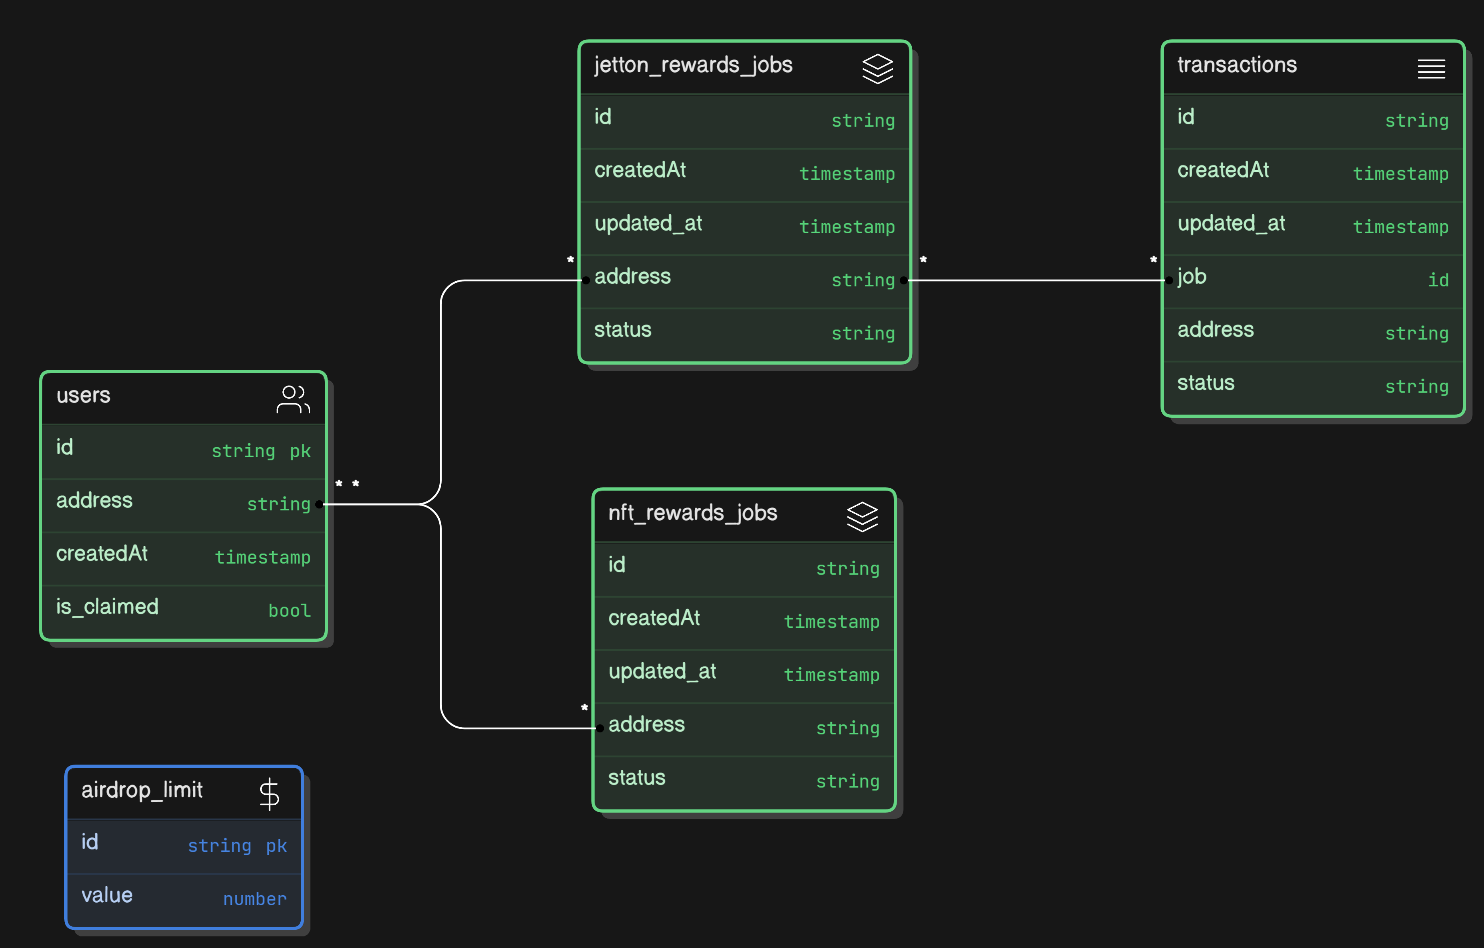 jetton_rewards_jobs
id string
createdAt timestamp
updated_at timestamp
* address string *
status string
transactions
id string
createdAt timestamp
updated_at timestamp
* job id
address string
status string
users
id string pk
address string * *
createdAt timestamp
is_claimed bool
nft_rewards_jobs
id string
createdAt timestamp
updated_at timestamp
* address string
status string
airdrop_limit
id string pk
value number